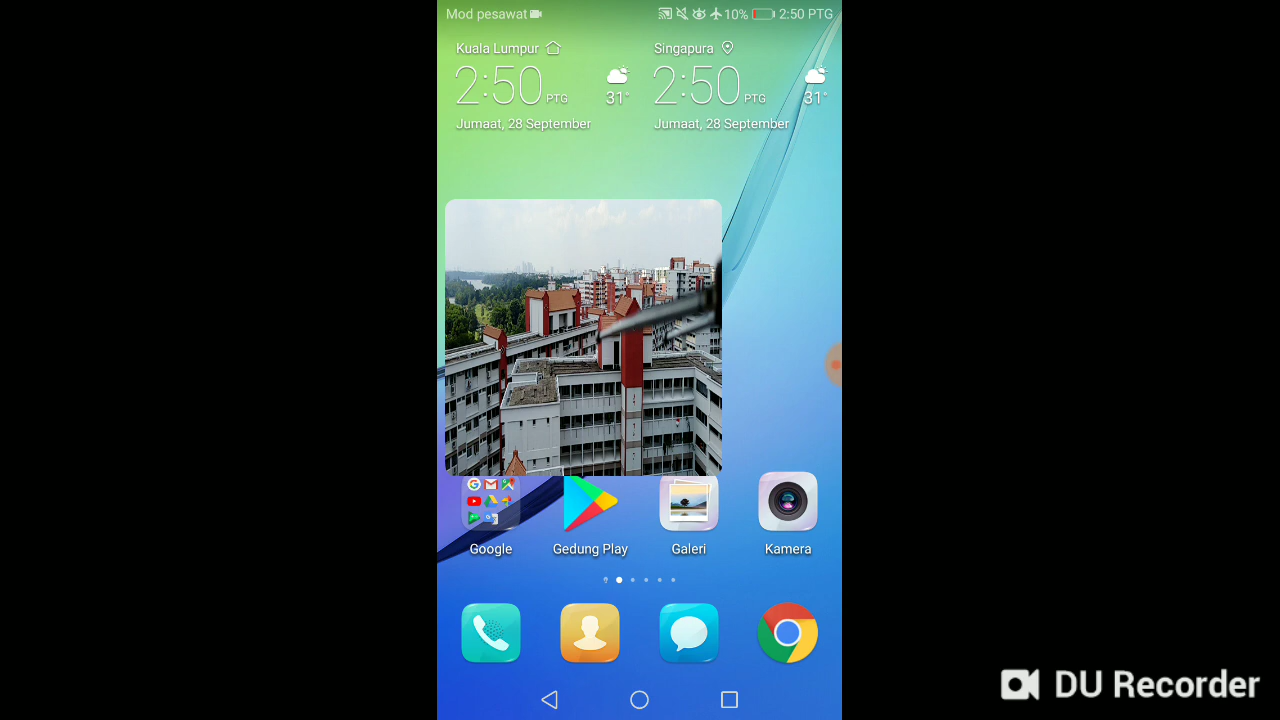 Mod pesawat 10% 2:50 PTG
Kuala Lumpur
2:50 PTG
31°
Jumaat, 28 September
Singapura
2:50 PTG
31°
Jumaat, 28 September
Google
Gedung Play
Galeri
Kamera
DU Recorder